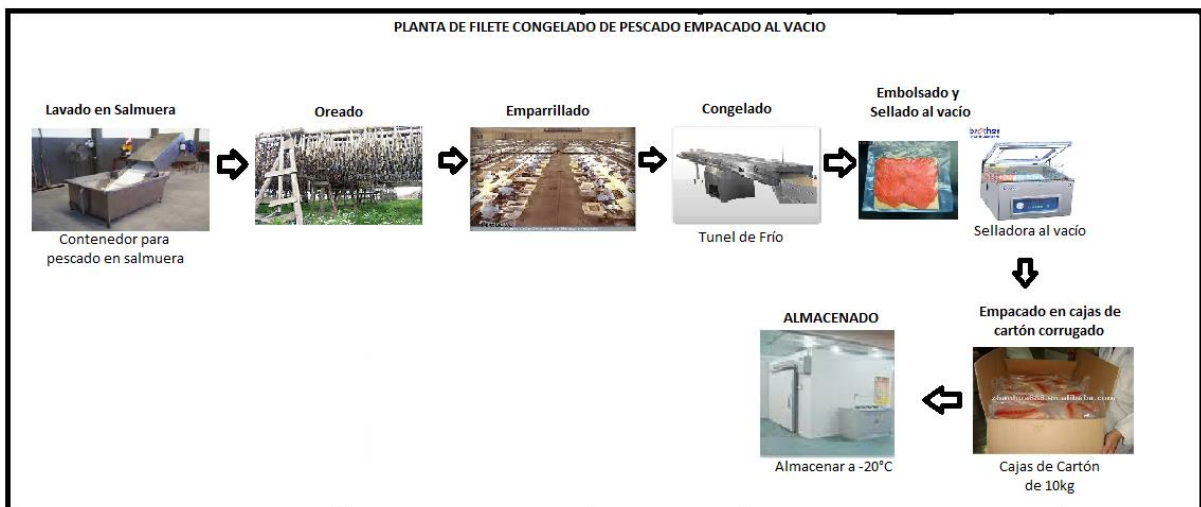 PLANTA DE FILETE CONGELADO DE PESCADO EMPACADO AL VACIO
Lavado en Salmuera
Contenedor para
pescado en salmuera
Oreado
Emparrillado
Congelado
Tunel de Frío
Embolsado y
Sellado al vacío
Selladora al vacío
Empacado en cajas de
cartón corrugado
Cajas de Cartón
de 10kg
ALMACENADO
Almacenar a -20°C